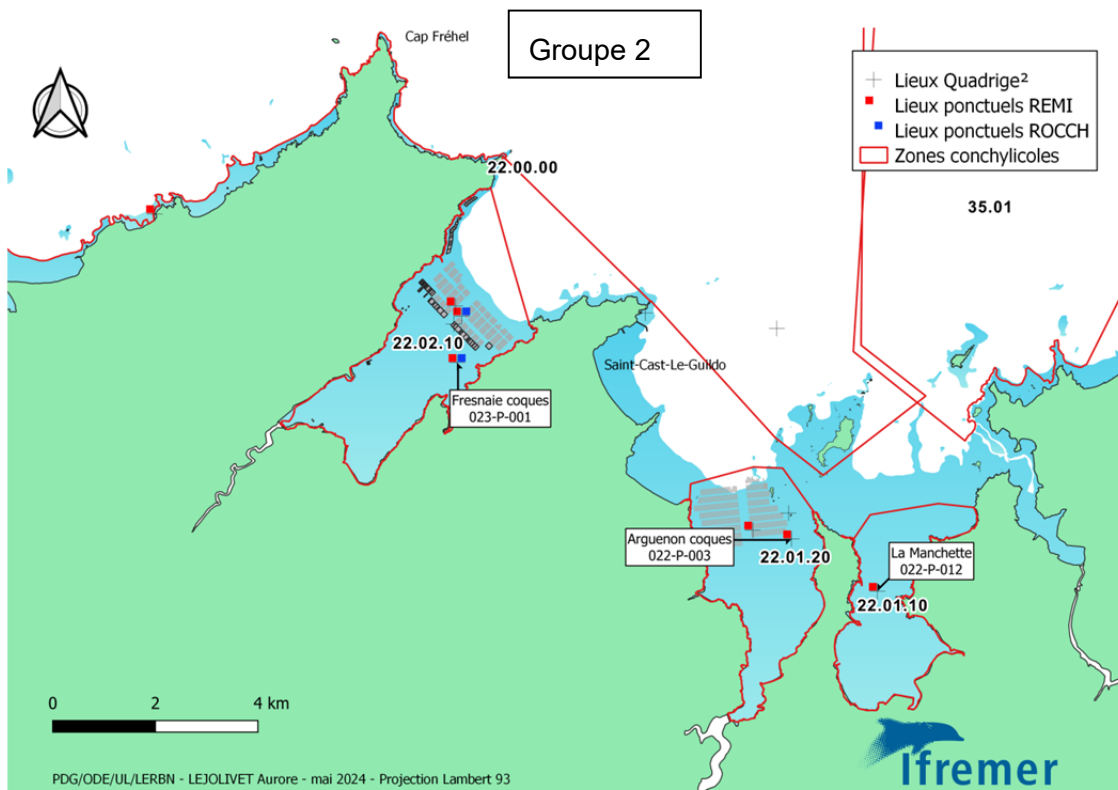 Cap Fréhel
Groupe 2
Lieux Quadrige²
Lieux ponctuels REMI
Lieux ponctuels ROCCH
Zones conchylicoles
22.00.00
35.01
22.02.10
Saint-Cast-Le-Guildo
Fresnaie coques
023-P-001
Arguenon coques
022-P-003
22.01.20
La Manchette
022-P-012
22.01.10
0 2 4 km
Ifremer
PDG/ODE/UL/LERBN - LEJOLIVET Aurore - mai 2024 - Projection Lambert 93